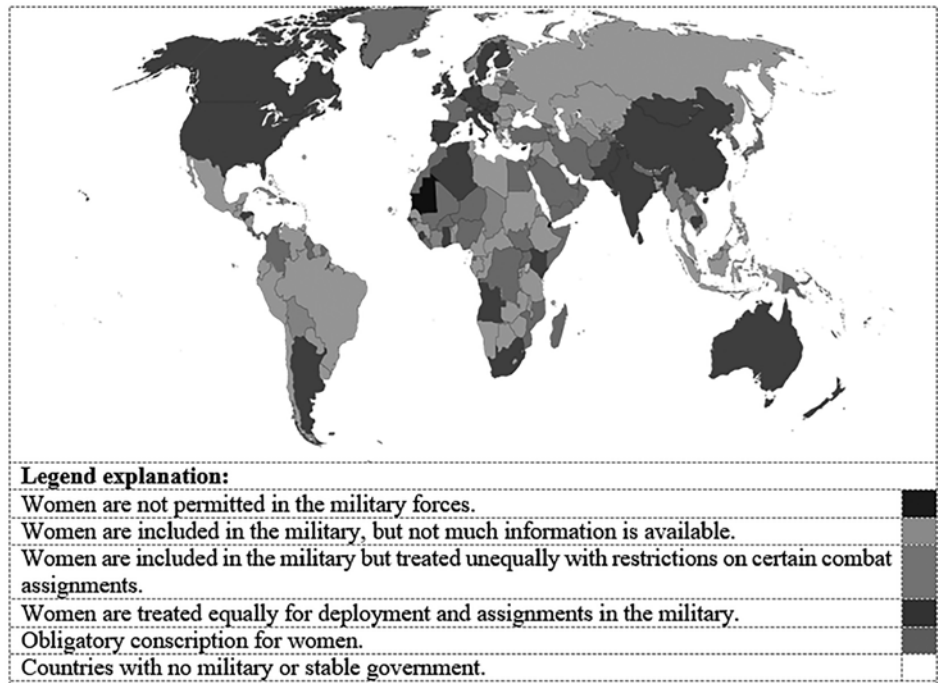 Legend explanation:
Women are not permitted in the military forces.
Women are included in the military, but not much information is available.
Women are included in the military but treated unequally with restrictions on certain combat
assignments.
Women are treated equally for deployment and assignments in the military.
Obligatory conscription for women.
Countries with no military or stable government.